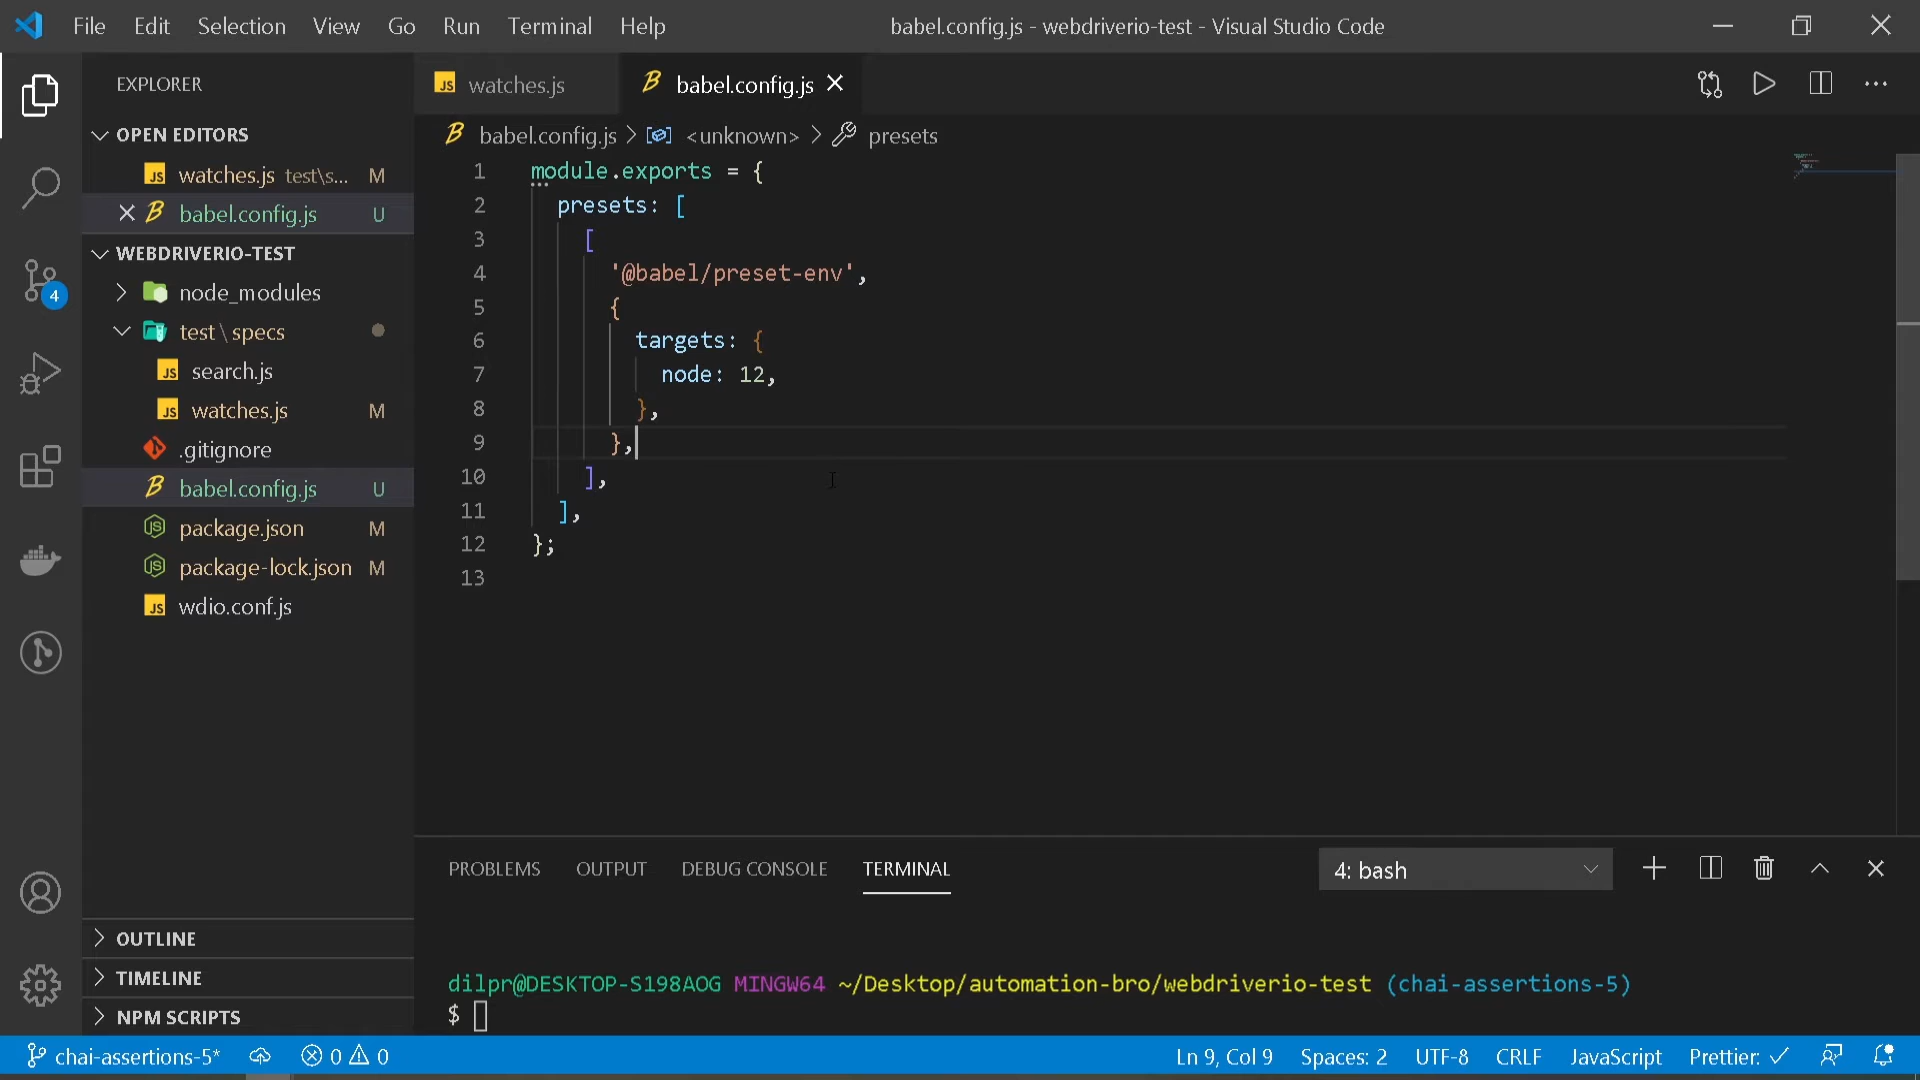 File Edit Selection View Go Run Terminal Help
babel.config.js - webdriverio-test - Visual Studio Code
EXPLORER
OPEN EDITORS
watches.js test\s... M
babel.config.js U
WEBDRIVERIO-TEST
node_modules
test \ specs
search.js
watches.js M
.gitignore
babel.config.js U
package.json M
package-lock.json M
wdio.conf.js
OUTLINE
TIMELINE
NPM SCRIPTS
4
watches.js
babel.config.js
babel.config.js > <unknown> > presets
1 module.exports = {
2 presets: [
3 [
4 '@babel/preset-env',
5 {
6 targets: {
7 node: 12,
8 },
9 },
10 ],
11 ],
12 };
13
PROBLEMS OUTPUT DEBUG CONSOLE TERMINAL
4: bash
dilpr@DESKTOP-S198AOG MINGW64 ~/Desktop/automation-bro/webdriverio-test (chai-assertions-5)
$
chai-assertions-5* 0 0 Ln 9, Col 9 Spaces: 2 UTF-8 CRLF JavaScript Prettier: ✓